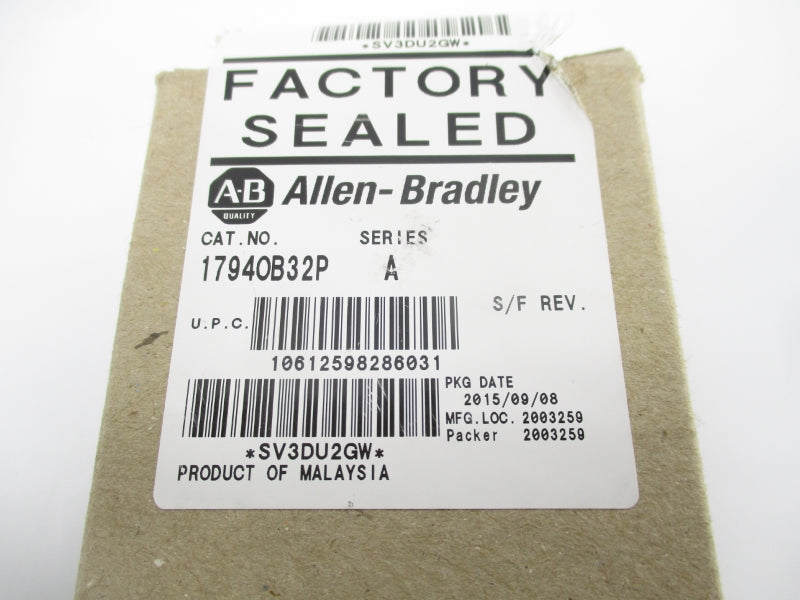 *SV3DU2GW*
FACTORY
SEALED
A-B QUALITY Allen-Bradley
CAT.NO. SERIES
1794OB32P A
S/F REV.
U.P.C.
10612598286031
PKG DATE
2015/09/08
MFG.LOC. 2003259
Packer 2003259
*SV3DU2GW*
PRODUCT OF MALAYSIA